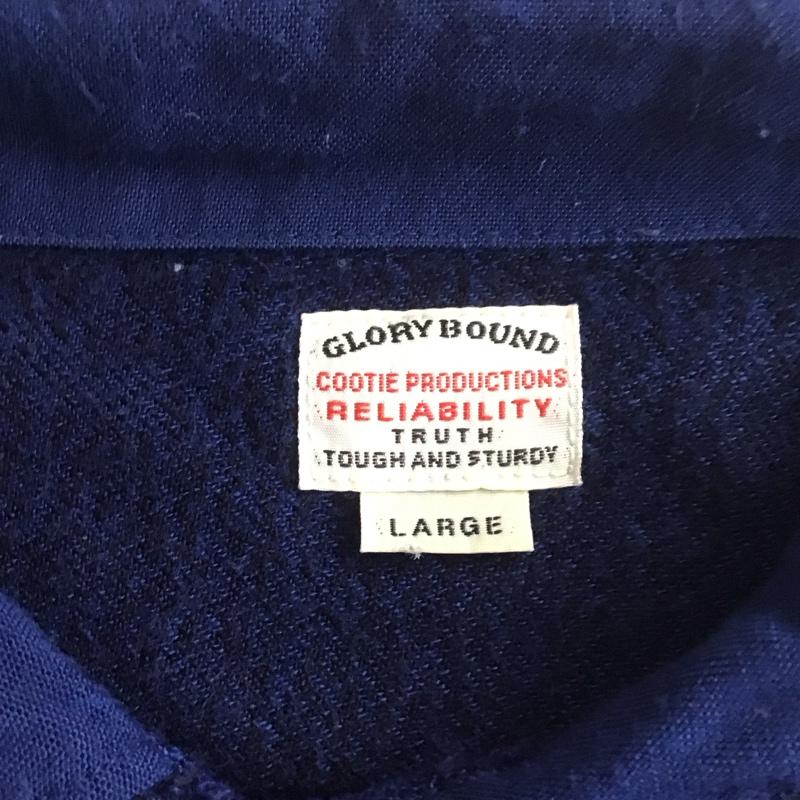 GLORY BOUND
COOTIE PRODUCTIONS
RELIABILITY
TRUTH
TOUGH AND STURDY
LARGE